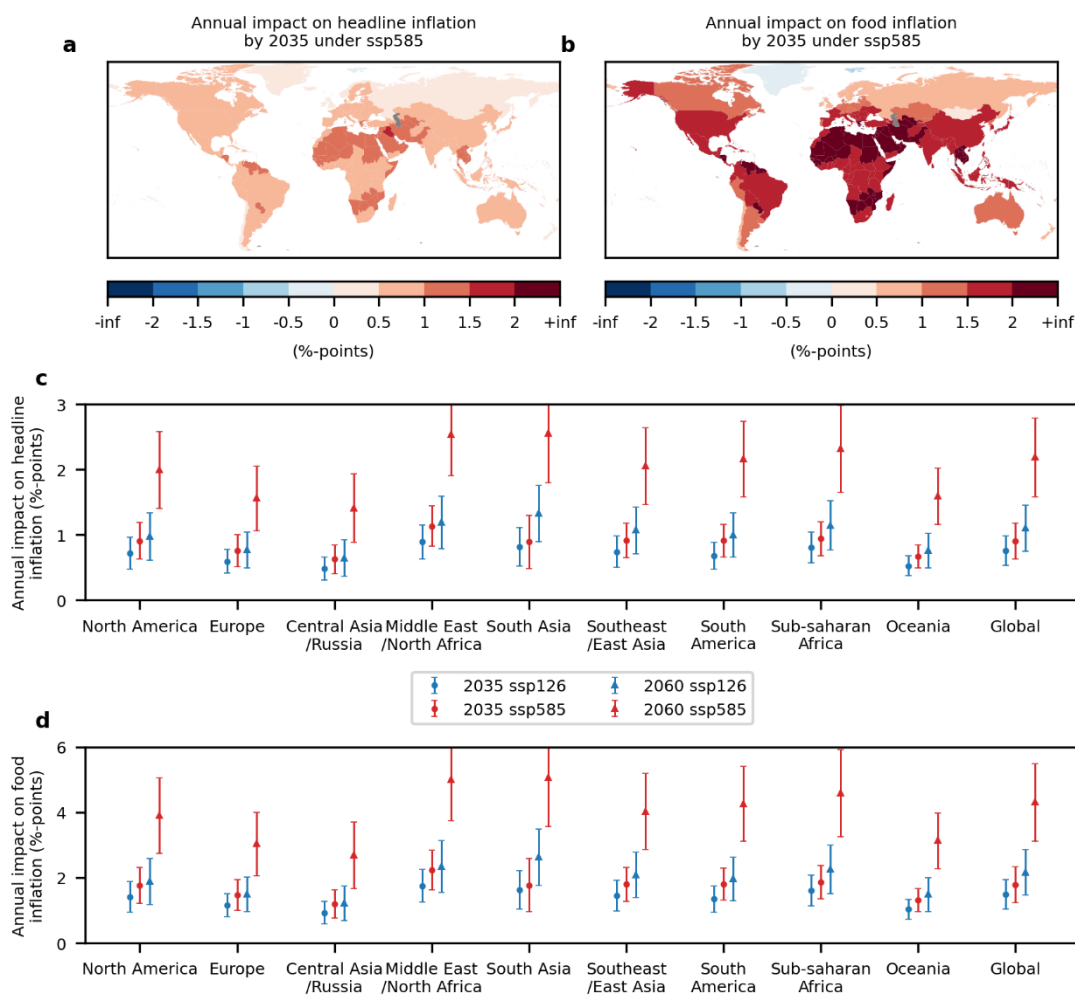 a
Annual impact on headline inflation
by 2035 under ssp585
-inf -2 -1.5 -1 -0.5 0 0.5 1 1.5 2 +inf
(%-points)
b
Annual impact on food inflation
by 2035 under ssp585
-inf -2 -1.5 -1 -0.5 0 0.5 1 1.5 2 +inf
(%-points)
c
Annual impact on headline
inflation (%-points)
3
2
1
0
North America Europe Central Asia Middle East South Asia Southeast South Sub-saharan Oceania Global
/Russia /North Africa /East Asia America Africa
2035 ssp126 2060 ssp126
2035 ssp585 2060 ssp585
d
Annual impact on food
inflation (%-points)
6
4
2
0
North America Europe Central Asia Middle East South Asia Southeast South Sub-saharan Oceania Global
/Russia /North Africa /East Asia America Africa